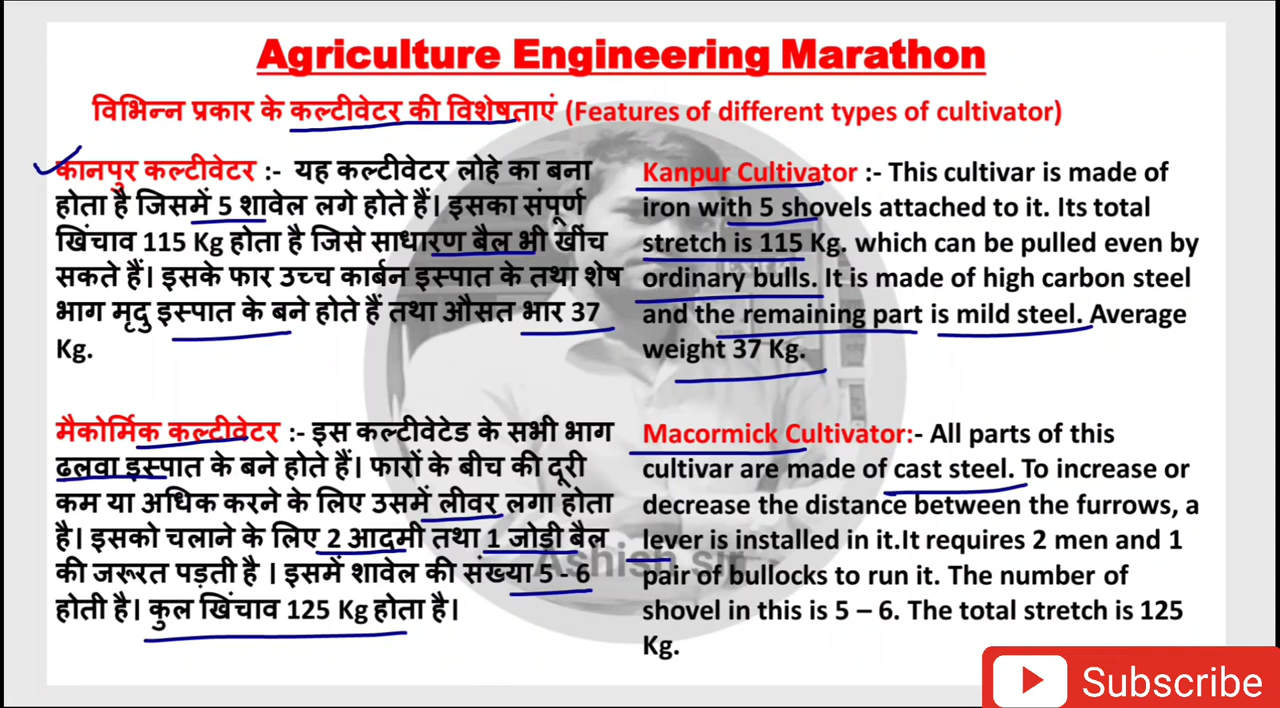 Agriculture Engineering Marathon
विभिन्न प्रकार के कल्टीवेटर की विशेषताएं (Features of different types of cultivator)
कानपुर कल्टीवेटर :- यह कल्टीवेटर लोहे का बना
होता है जिसमें 5 शावेल लगे होते हैं। इसका संपूर्ण
खिंचाव 115 Kg होता है जिसे साधारण बैल भी खींच
सकते हैं। इसके फार उच्च कार्बन इस्पात के तथा शेष
भाग मृदु इस्पात के बने होते हैं तथा औसत भार 37
Kg.
Kanpur Cultivator :- This cultivar is made of
iron with 5 shovels attached to it. Its total
stretch is 115 Kg. which can be pulled even by
ordinary bulls. It is made of high carbon steel
and the remaining part is mild steel. Average
weight 37 Kg.
मैकोर्मिक कल्टीवेटर :- इस कल्टीवेटेड के सभी भाग
ढलवा इस्पात के बने होते हैं। फारों के बीच की दूरी
कम या अधिक करने के लिए उसमें लीवर लगा होता
है। इसको चलाने के लिए 2 आदमी तथा 1 जोड़ी बैल
की जरूरत पड़ती है । इसमें शावेल की संख्या 5 - 6
होती है। कुल खिंचाव 125 Kg होता है।
Macormick Cultivator:- All parts of this
cultivar are made of cast steel. To increase or
decrease the distance between the furrows, a
lever is installed in it.It requires 2 men and 1
pair of bullocks to run it. The number of
shovel in this is 5 – 6. The total stretch is 125
Kg.
Ashish sir
Subscribe